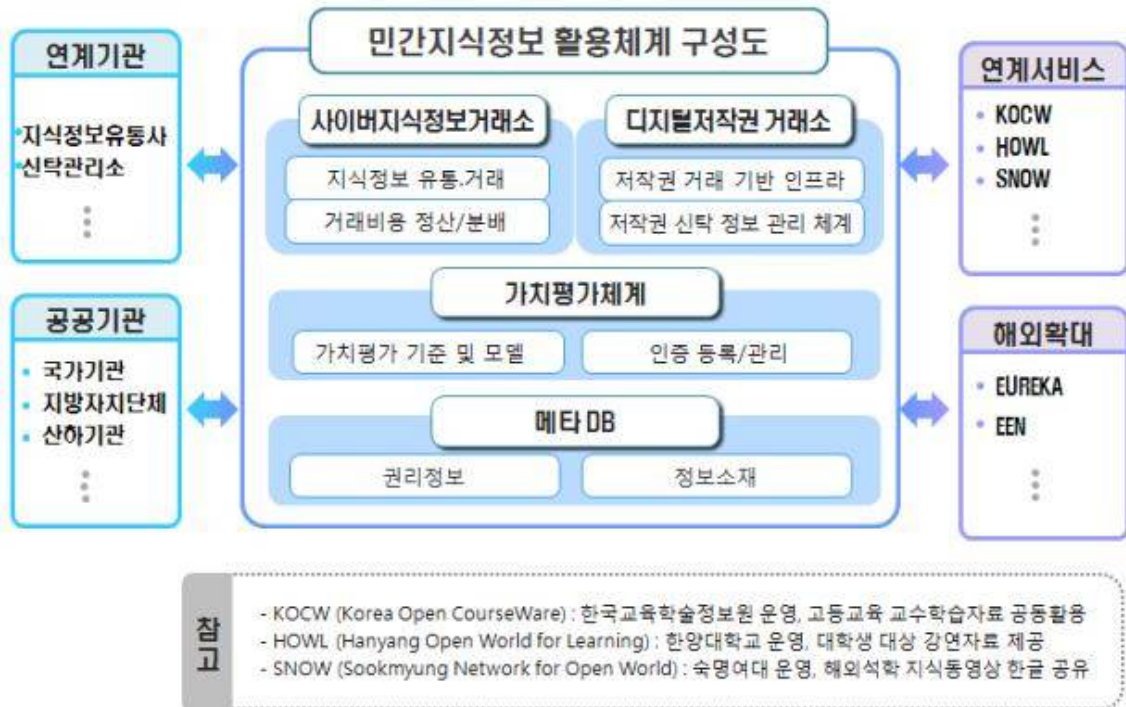 민간지식정보 활용체계 구성도
연계기관
지식정보유통사
신탁관리소
공공기관
국가기관
지방자치단체
산하기관
사이버지식정보거래소
지식정보 유통.거래
거래비용 정산/분배
디지털저작권 거래소
저작권 거래 기반 인프라
저작권 신탁 정보 관리 체계
가치평가체계
가치평가 기준 및 모델
인증 등록/관리
메타 DB
권리정보
정보소재
연계서비스
KOCW
HOWL
SNOW
해외확대
EUREKA
EEN
참고
- KOCW (Korea Open CourseWare) : 한국교육학술정보원 운영, 고등교육 교수학습자료 공동활용
- HOWL (Hanyang Open World for Learning) : 한양대학교 운영, 대학생 대상 강연자료 제공
- SNOW (Sookmyung Network for Open World) : 숙명여대 운영, 해외석학 지식동영상 한글 공유